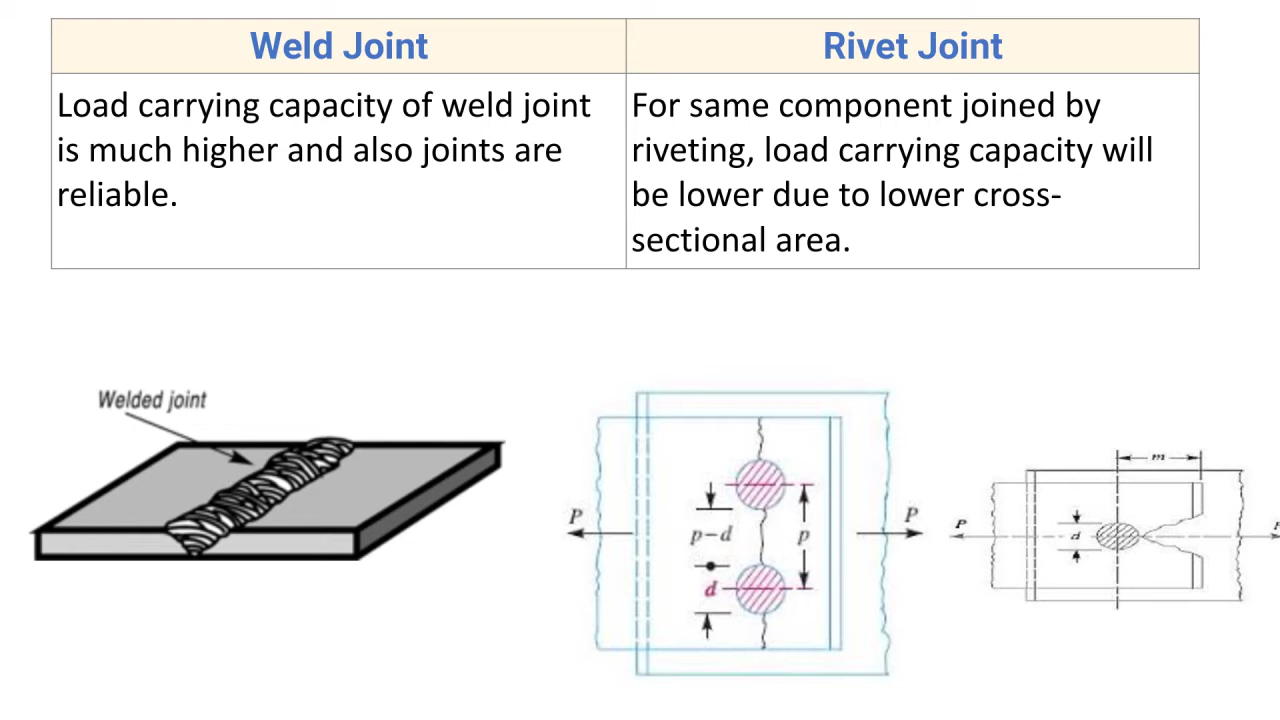 Weld Joint
Rivet Joint
Load carrying capacity of weld joint
is much higher and also joints are
reliable.
For same component joined by
riveting, load carrying capacity will
be lower due to lower cross-
sectional area.
Welded joint
P
p–d
d
p
P
m
P
d
P